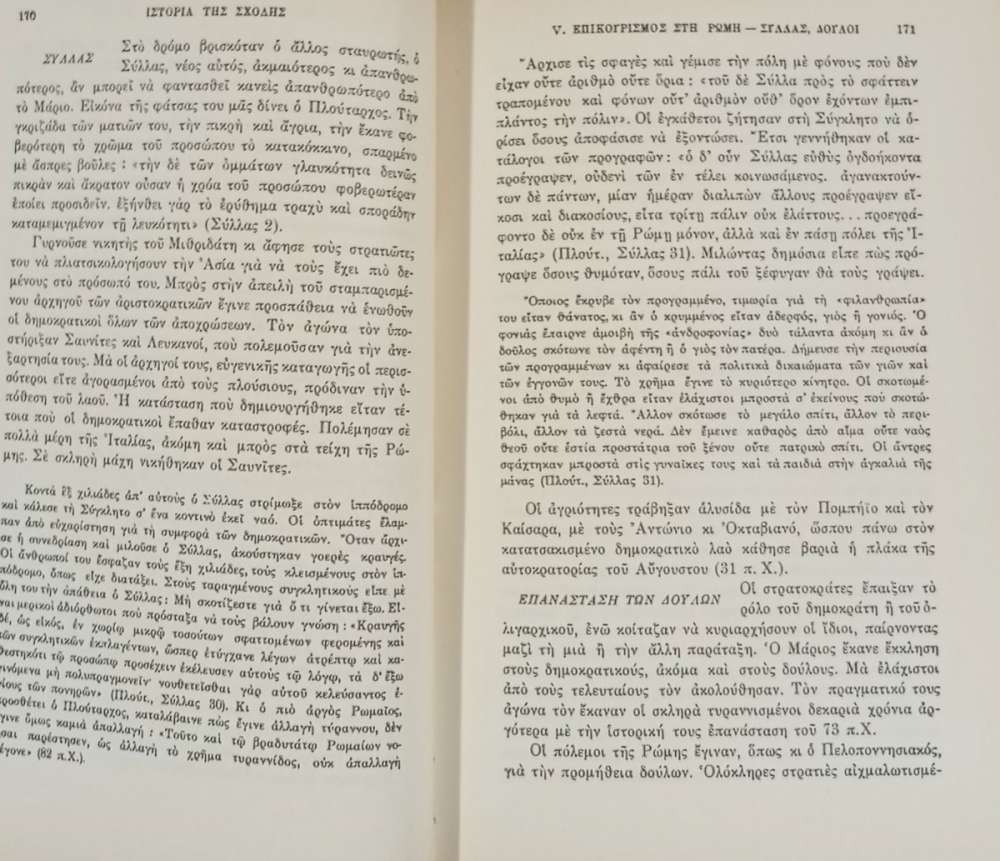 170
ΙΣΤΟΡΙΑ ΤΗΣ ΣΧΟΛΗΣ
ΣΥΛΛΑΣ
Στὸ δρόμο βρισκόταν ὁ ἄλλος σταυρωτής, ὁ
Σύλλας, νέος αὐτός, ἀκμαιότερος κι ἀπανθρω-
πότερος, ἂν μπορεῖ νὰ φαντασθεῖ κανεὶς ἀπανθρωπότερο ἀπὸ
τὸ Μάριο. Εἰκόνα τῆς φάτσας του μᾶς δίνει ὁ Πλούταρχος. Τὴν
γκριζάδα τῶν ματιῶν του, τὴν πικρὴ καὶ ἄγρια, τὴν ἔκανε φο-
βερότερη τὸ χρῶμα τοῦ προσώπου τὸ κατακόκκινο, σπαρμένο
μὲ ἄσπρες βοῦλες : «τὴν δὲ τῶν ὀμμάτων γλαυκότητα δεινῶς
πικρὰν καὶ ἄκρατον οὖσαν ἡ χρόα τοῦ προσώπου φοβερωτέραν
ἐποίει προσιδεῖν. ἐξήνθει γὰρ τὸ ἐρύθημα τραχὺ καὶ σποράδην
καταμεμιγμένον τῇ λευκότητι» (Σύλλας 2).
Γυρνοῦσε νικητὴς τοῦ Μιθριδάτη κι ἄφησε τοὺς στρατιῶτες
του νὰ πλιατσικολογήσουν τὴν Ἀσία γιὰ νὰ τοὺς ἔχει πιὸ δε-
μένους στὸ πρόσωπό του. Μπρὸς στὴν ἀπειλὴ τοῦ σταμπαρισμέ-
νου ἀρχηγοῦ τῶν ἀριστοκρατικῶν ἔγινε προσπάθεια νὰ ἑνωθοῦν
οἱ δημοκρατικοὶ ὅλων τῶν ἀποχρώσεων. Τὸν ἀγώνα τὸν ὑπο-
στήριξαν Σαυνίτες καὶ Λευκανοί, ποὺ πολεμοῦσαν γιὰ τὴν ἀνε-
ξαρτησία τους. Μὰ οἱ ἀρχηγοί τους, εὐγενικῆς καταγωγῆς οἱ περισ-
σότεροι εἴτε ἀγορασμένοι ἀπὸ τοὺς πλούσιους, πρόδιναν τὴν ὑ-
πόθεση τοῦ λαοῦ. Ἡ κατάσταση ποὺ δημιουργήθηκε εἶταν τέ-
τοια ποὺ οἱ δημοκρατικοὶ ἔπαθαν καταστροφές. Πολέμησαν σὲ
πολλὰ μέρη τῆς Ἰταλίας, ἀκόμη καὶ μπρὸς στὰ τείχη τῆς Ρώ-
μης. Σὲ σκληρὴ μάχη νικήθηκαν οἱ Σαυνῖτες.
Κοντὰ ἓξ χιλιάδες ἀπ' αὐτοὺς ὁ Σύλλας στρίμωξε στὸν ἱππόδρομο
καὶ κάλεσε τὴ Σύγκλητο σ' ἕνα κοντινὸ ἐκεῖ ναό. Οἱ ὀπτιμάτες ἔλαμ-
παν ἀπὸ εὐχαρίστηση γιὰ τὴ συμφορὰ τῶν δημοκρατικῶν. Ὅταν ἄρχι-
σε ἡ συνεδρίαση καὶ μιλοῦσε ὁ Σύλλας, ἀκούστηκαν γοερὲς κραυγές.
Οἱ ἄνθρωποί του ἔσφαζαν τοὺς ἓξη χιλιάδες, τοὺς κλεισμένους στὸν ἱπ-
πόδρομο, ὅπως εἶχε διατάξει. Στοὺς ταραγμένους συγκλητικοὺς εἶπε μὲ
ὅλη του τὴν ἀπάθεια ὁ Σύλλας : Μὴ σκοτίζεστε γιὰ ὅ τι γίνεται ἔξω. Εἶ-
ναι μερικοὶ ἀδιόρθωτοι ποὺ πρόσταξα νὰ τοὺς βάλουν γνώση : «Κραυγῆς
δέ, ὡς εἰκός, ἐν χωρίῳ μικρῷ τοσούτων σφαττομένων φερομένης καὶ
τῶν συγκλητικῶν ἐκπλαγέντων, ὥσπερ ἐτύγχανε λέγων ἀτρέπτῳ καὶ κα-
θεστηκότι τῷ προσώπῳ προσέχειν ἐκέλευσεν αὐτοὺς τῷ λόγῳ, τὰ δ' ἔξω
γινόμενα μὴ πολυπραγμονεῖν· νουθετεῖσθαι γὰρ αὐτοῦ κελεύσαντος ἐ-
νίους τῶν πονηρῶν» (Πλούτ., Σύλλας 30). Κι ὁ πιὸ ἀργὸς Ρωμαῖος,
προσθέτει ὁ Πλούταρχος, καταλάβαινε πὼς ἔγινε ἀλλαγὴ τύραννου, δὲν
ἔγινε ὅμως καμιὰ ἀπαλλαγή : «Τοῦτο καὶ τῷ βραδυτάτῳ Ρωμαίων νο-
ῆσαι παρέστησεν, ὡς ἀλλαγὴ τὸ χρῆμα τυραννίδος, οὐκ ἀπαλλαγὴ
γέγονε» (82 π.Χ.).
V. ΕΠΙΚΟΥΡΙΣΜΟΣ ΣΤΗ ΡΩΜΗ — ΣΥΛΛΑΣ, ΔΟΥΛΟΙ
171
Ἄρχισε τὶς σφαγὲς καὶ γέμισε τὴν πόλη μὲ φόνους ποὺ δὲν
εἶχαν οὔτε ἀριθμὸ οὔτε ὅρια : «τοῦ δὲ Σύλλα πρὸς τὸ σφάττειν
τραπομένου καὶ φόνων οὔτ' ἀριθμὸν οὔθ' ὅρον ἐχόντων ἐμπι-
πλάντος τὴν πόλιν». Οἱ ἐγκάθετοι ζήτησαν στὴ Σύγκλητο νὰ ὁ-
ρίσει ὅσους ἀποφάσισε νὰ ἐξοντώσει. Ἔτσι γεννήθηκαν οἱ κα-
τάλογοι τῶν προγραφῶν : «ὁ δ' οὖν Σύλλας εὐθὺς ὀγδοήκοντα
προέγραψεν, οὐδενὶ τῶν ἐν τέλει κοινωσάμενος. ἀγανακτούν-
των δὲ πάντων, μίαν ἡμέραν διαλιπὼν ἄλλους προέγραψεν εἴ-
κοσι καὶ διακοσίους, εἶτα τρίτῃ πάλιν οὐκ ἐλάττους... προεγρά-
φοντο δὲ οὐκ ἐν τῇ Ρώμῃ μόνον, ἀλλὰ καὶ ἐν πάσῃ πόλει τῆς Ἰ-
ταλίας» (Πλούτ., Σύλλας 31). Μιλώντας δημόσια εἶπε πὼς πρό-
γραψε ὅσους θυμόταν, ὅσους πάλι τοῦ ξέφυγαν θὰ τοὺς γράψει.
Ὅποιος ἔκρυβε τὸν προγραμμένο, τιμωρία γιὰ τὴ «φιλανθρωπία»
του εἶταν θάνατος, κι ἂν ὁ κρυμμένος εἶταν ἀδερφός, γιὸς ἢ γονιός. Ὁ
φονιάς ἔπαιρνε ἀμοιβὴ τῆς «ἀνδροφονίας» δυὸ τάλαντα ἀκόμη κι ἂν ὁ
δοῦλος σκότωνε τὸν ἀφέντη ἢ ὁ γιὸς τὸν πατέρα. Δήμευσε τὴν περιουσία
τῶν προγραμμένων κι ἀφαίρεσε τὰ πολιτικὰ δικαιώματα τῶν γιῶν καὶ
τῶν ἐγγονῶν τους. Τὸ χρῆμα ἔγινε τὸ κυριότερο κίνητρο. Οἱ σκοτωμέ-
νοι ἀπὸ θυμὸ ἢ ἔχθρα εἶταν ἐλάχιστοι μπροστὰ σ' ἐκείνους ποὺ σκοτώ-
θηκαν γιὰ τὰ λεφτά. Ἄλλον σκότωσε τὸ μεγάλο σπίτι, ἄλλον τὸ περι-
βόλι, ἄλλον τὰ ζεστὰ νερά. Δὲν ἔμεινε καθαρὸς ἀπὸ αἷμα οὔτε ναὸς
θεοῦ οὔτε ἑστία προστάτρια τοῦ ξένου οὔτε πατρικὸ σπίτι. Οἱ ἄντρες
σφάχτηκαν μπροστὰ στὶς γυναῖκες τους καὶ τὰ παιδιὰ στὴν ἀγκαλιὰ τῆς
μάνας (Πλούτ., Σύλλας 31).
Οἱ ἀγριότητες τράβηξαν ἁλυσίδα μὲ τὸν Πομπήϊο καὶ τὸν
Καίσαρα, μὲ τοὺς Ἀντώνιο κι Ὀκταβιανό, ὥσπου πάνω στὸν
κατατσακισμένο δημοκρατικὸ λαὸ κάθησε βαριὰ ἡ πλάκα τῆς
αὐτοκρατορίας τοῦ Αὔγουστου (31 π. Χ.).
ΕΠΑΝΑΣΤΑΣΗ ΤΩΝ ΔΟΥΛΩΝ
Οἱ στρατοκράτες ἔπαιξαν τὸ
ρόλο τοῦ δημοκράτη ἢ τοῦ ὀ-
λιγαρχικοῦ, ἐνῶ κοίταζαν νὰ κυριαρχήσουν οἱ ἴδιοι, παίρνοντας
μαζὶ τὴ μιὰ ἢ τὴν ἄλλη παράταξη. Ὁ Μάριος ἔκανε ἔκκληση
στοὺς δημοκρατικούς, ἀκόμα καὶ στοὺς δούλους. Μὰ ἐλάχιστοι
ἀπὸ τοὺς τελευταίους τὸν ἀκολούθησαν. Τὸν πραγματικό τους
ἀγώνα τὸν ἔκαναν οἱ σκληρὰ τυραννισμένοι δεκαριὰ χρόνια ἀρ-
γότερα μὲ τὴν ἱστορική τους ἐπανάσταση τοῦ 73 π.Χ.
Οἱ πόλεμοι τῆς Ρώμης ἔγιναν, ὅπως κι ὁ Πελοποννησιακός,
γιὰ τὴν προμήθεια δούλων. Ὁλόκληρες στρατιὲς αἰχμαλωτισμέ-